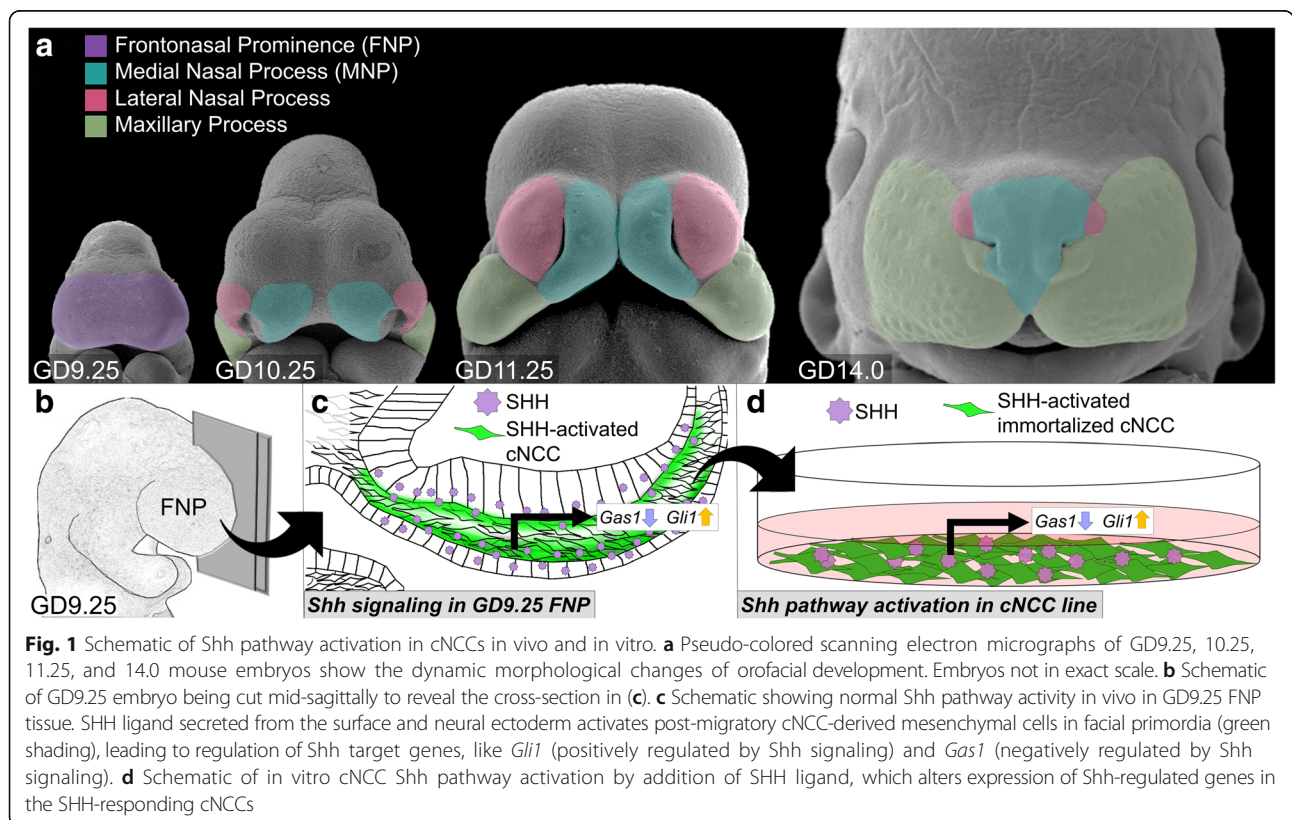 a
Frontonasal Prominence (FNP)
Medial Nasal Process (MNP)
Lateral Nasal Process
Maxillary Process
GD9.25
GD10.25
GD11.25
GD14.0
b
FNP
GD9.25
c
SHH
SHH-activated
cNCC
Gas1 Gli1
Shh signaling in GD9.25 FNP
d
SHH
SHH-activated
immortalized cNCC
Gas1 Gli1
Shh pathway activation in cNCC line
Fig. 1 Schematic of Shh pathway activation in cNCCs in vivo and in vitro. a Pseudo-colored scanning electron micrographs of GD9.25, 10.25,
11.25, and 14.0 mouse embryos show the dynamic morphological changes of orofacial development. Embryos not in exact scale. b Schematic
of GD9.25 embryo being cut mid-sagittally to reveal the cross-section in (c). c Schematic showing normal Shh pathway activity in vivo in GD9.25 FNP
tissue. SHH ligand secreted from the surface and neural ectoderm activates post-migratory cNCC-derived mesenchymal cells in facial primordia (green
shading), leading to regulation of Shh target genes, like Gli1 (positively regulated by Shh signaling) and Gas1 (negatively regulated by Shh
signaling). d Schematic of in vitro cNCC Shh pathway activation by addition of SHH ligand, which alters expression of Shh-regulated genes in
the SHH-responding cNCCs